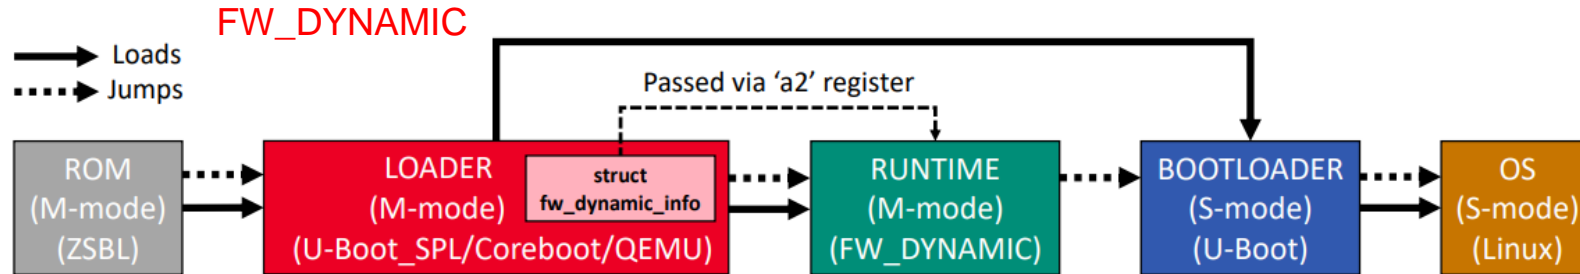 FW_DYNAMIC
Loads
Jumps
Passed via ‘a2’ register
ROM
(M-mode)
(ZSBL)
LOADER
(M-mode)
(U-Boot_SPL/Coreboot/QEMU)
struct
fw_dynamic_info
RUNTIME
(M-mode)
(FW_DYNAMIC)
BOOTLOADER
(S-mode)
(U-Boot)
OS
(S-mode)
(Linux)